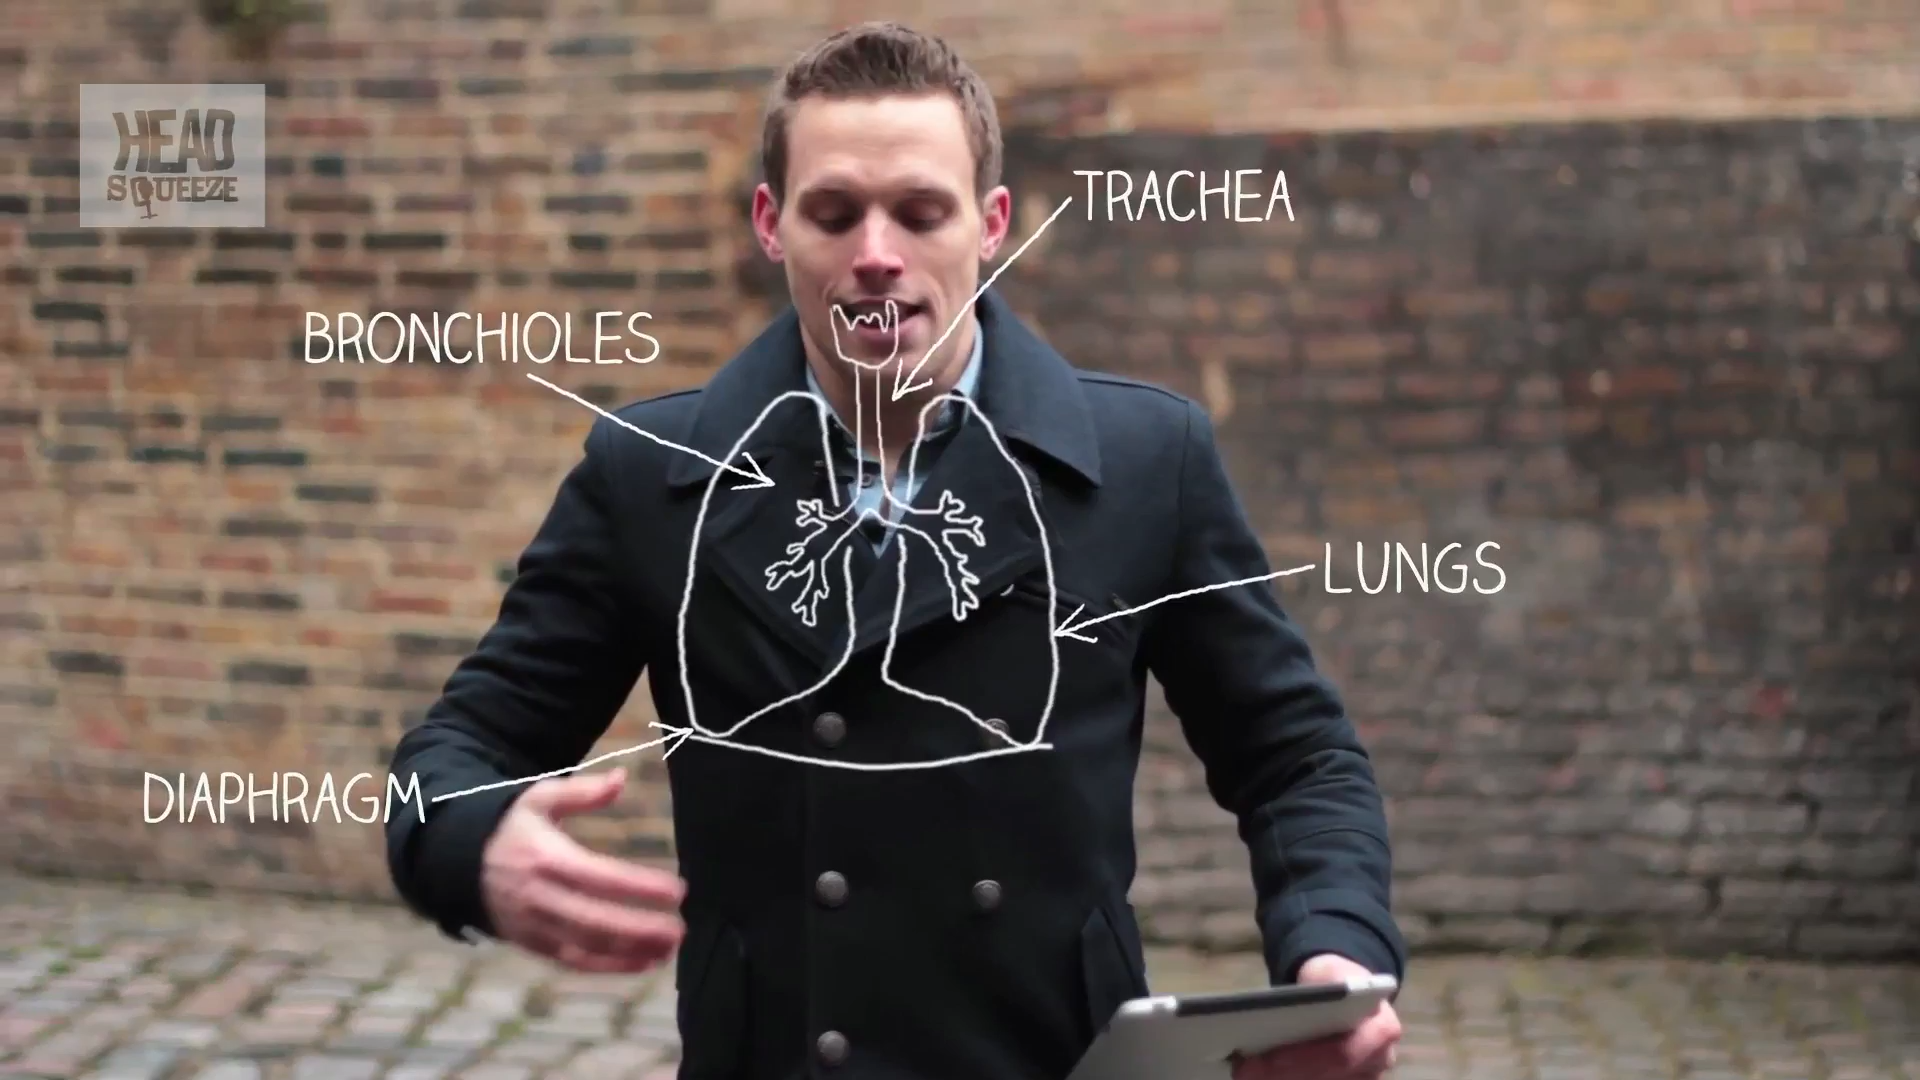 HEAD
SQUEEZE
TRACHEA
BRONCHIOLES
LUNGS
DIAPHRAGM